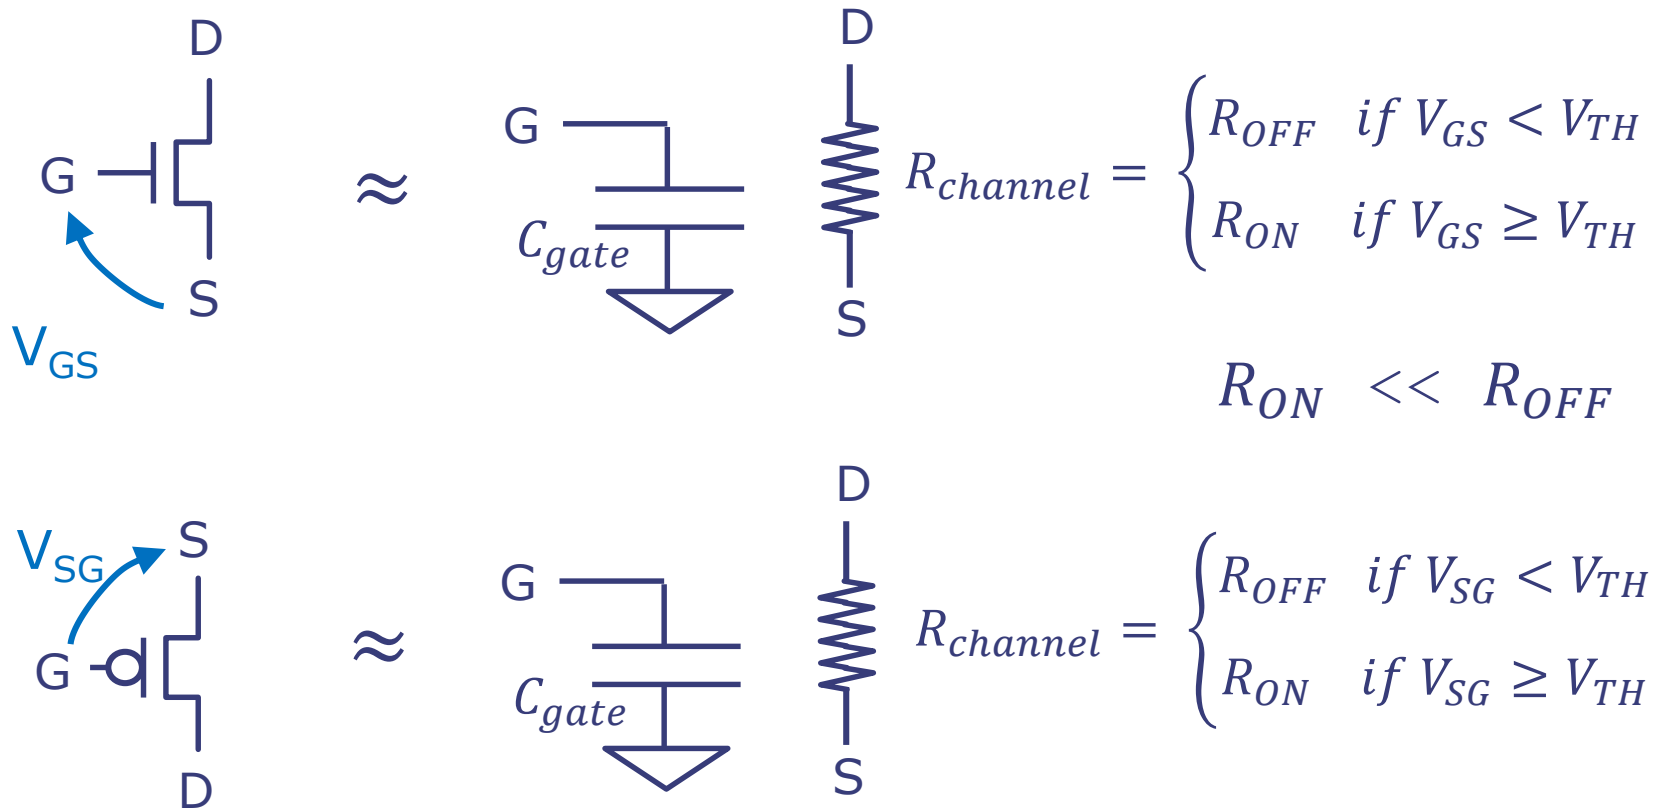 D
G
S
V_GS
≈
G
C_gate
D
S
R_channel = { R_OFF if V_GS < V_TH
R_ON if V_GS ≥ V_TH
R_ON << R_OFF
V_SG
S
G
D
≈
G
C_gate
D
S
R_channel = { R_OFF if V_SG < V_TH
R_ON if V_SG ≥ V_TH